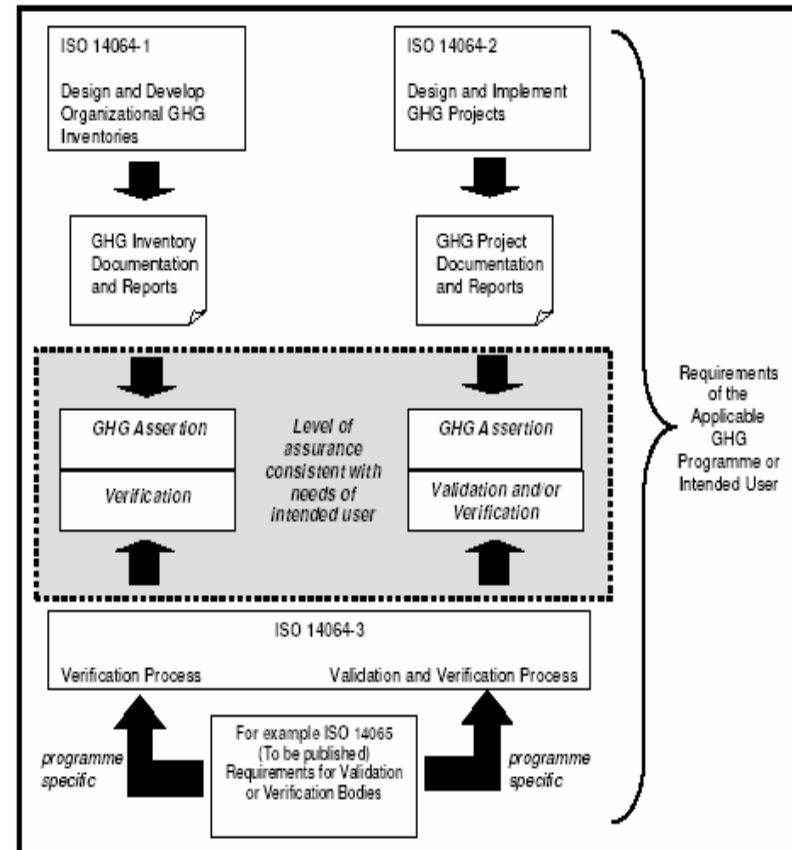 ISO 14064-1
Design and Develop
Organizational GHG
Inventories
ISO 14064-2
Design and Implement
GHG Projects
GHG Inventory
Documentation
and Reports
GHG Project
Documentation
and Reports
GHG Assertion
Verification
Level of
assurance
consistent with
needs of
intended user
GHG Assertion
Validation and/or
Verification
Requirements
of the
Applicable
GHG
Programme or
Intended User
ISO 14064-3
Verification Process
Validation and Verification Process
programme
specific
For example ISO 14065
(To be published)
Requirements for Validation
or Verification Bodies
programme
specific